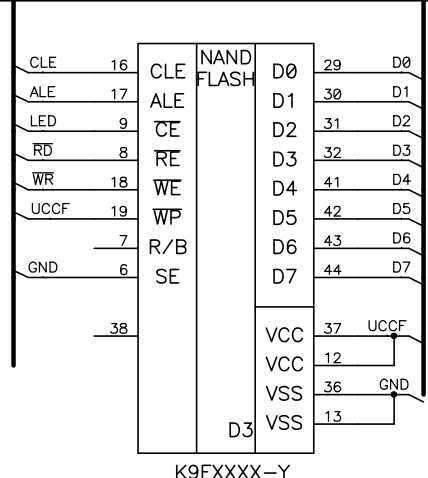 CLE 16 CLE NAND FLASH D0 29 D0
ALE 17 ALE D1 30 D1
LED 9 CE D2 31 D2
RD 8 RE D3 32 D3
WR 18 WE D4 41 D4
UCCF 19 WP D5 42 D5
7 R/B D6 43 D6
GND 6 SE D7 44 D7
38 VCC 37 UCCF
VCC 12
VSS 36 GND
D3 VSS 13
K9FXXXX-Y